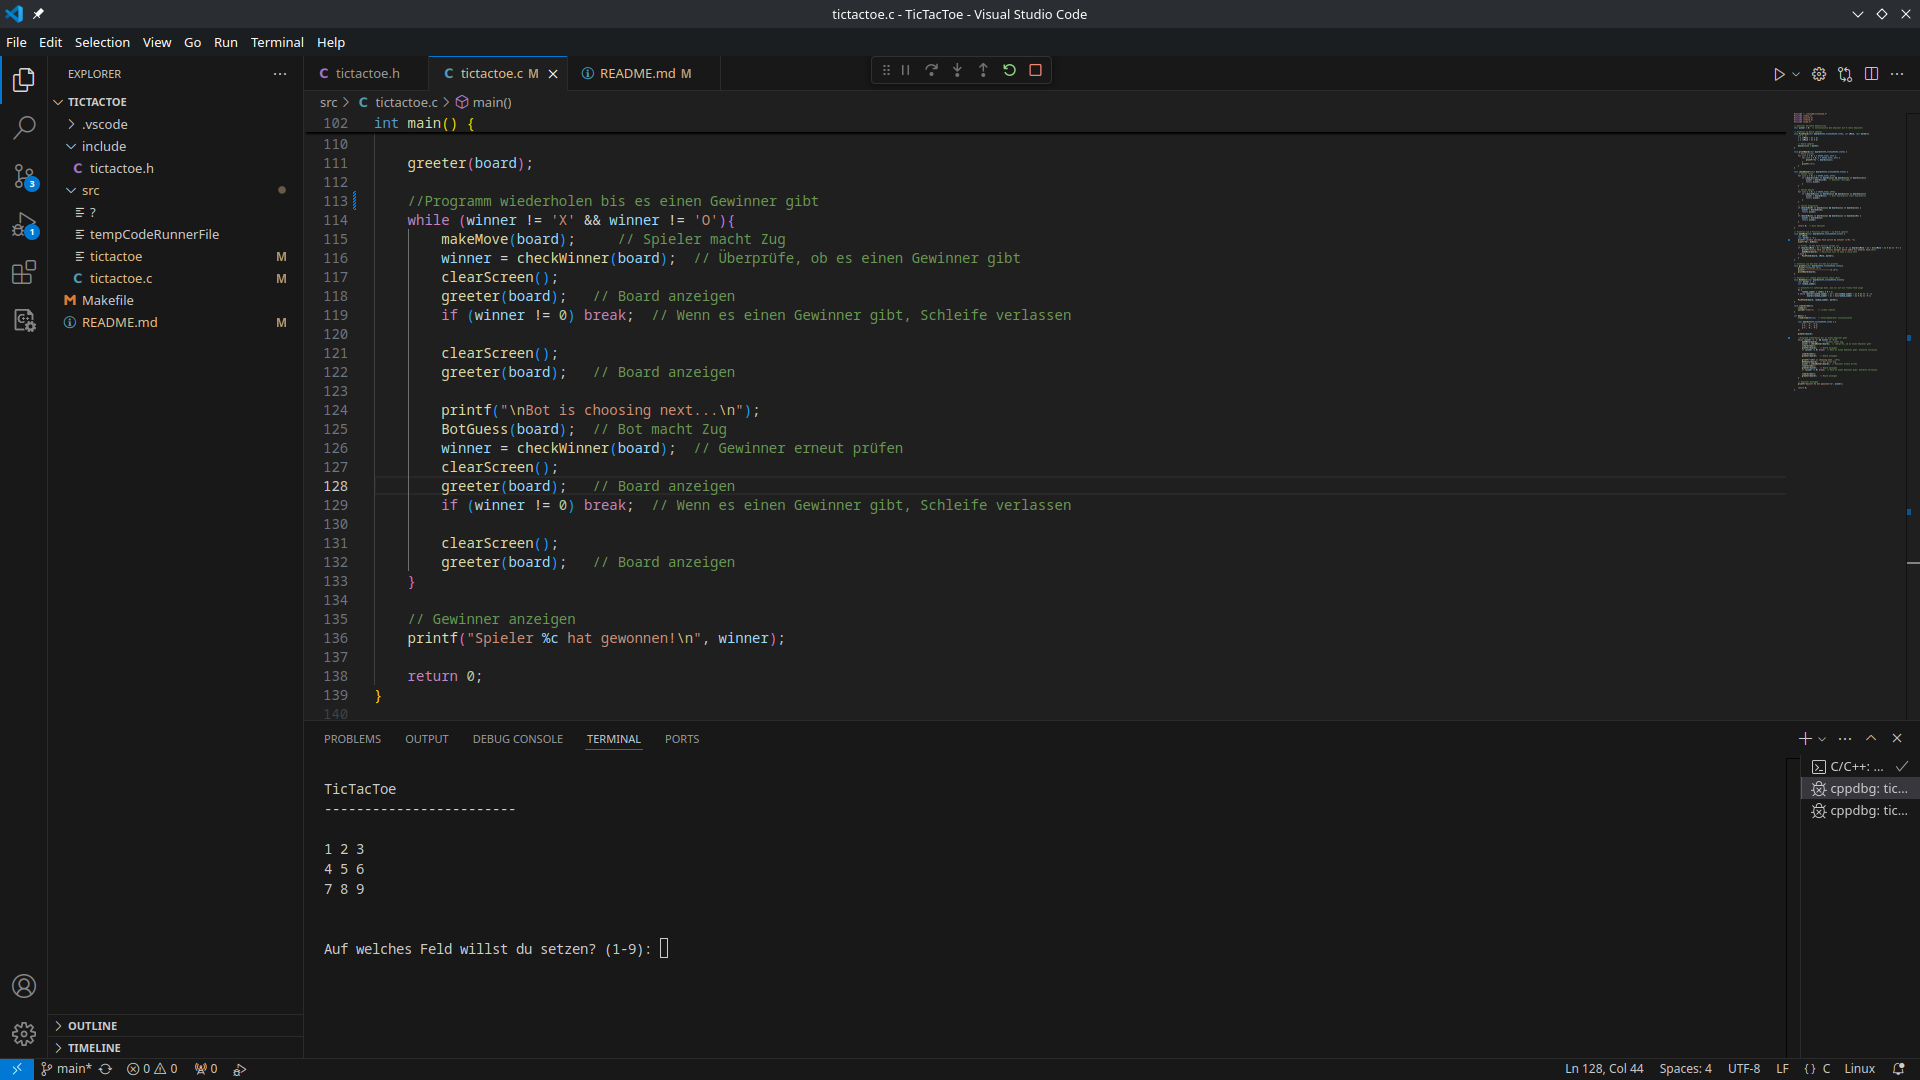 tictactoe.c - TicTacToe - Visual Studio Code
File Edit Selection View Go Run Terminal Help
EXPLORER
TICTACTOE
.vscode
include
C tictactoe.h
src
?
tempCodeRunnerFile
tictactoe M
C tictactoe.c M
M Makefile
README.md M
OUTLINE
TIMELINE
3
1
C tictactoe.h
C tictactoe.c M
README.md M
src > C tictactoe.c > main()
102 int main() {
110
111 greeter(board);
112
113 //Programm wiederholen bis es einen Gewinner gibt
114 while (winner != 'X' && winner != 'O'){
115 makeMove(board); // Spieler macht Zug
116 winner = checkWinner(board); // Überprüfe, ob es einen Gewinner gibt
117 clearScreen();
118 greeter(board); // Board anzeigen
119 if (winner != 0) break; // Wenn es einen Gewinner gibt, Schleife verlassen
120
121 clearScreen();
122 greeter(board); // Board anzeigen
123
124 printf("\nBot is choosing next...\n");
125 BotGuess(board); // Bot macht Zug
126 winner = checkWinner(board); // Gewinner erneut prüfen
127 clearScreen();
128 greeter(board); // Board anzeigen
129 if (winner != 0) break; // Wenn es einen Gewinner gibt, Schleife verlassen
130
131 clearScreen();
132 greeter(board); // Board anzeigen
133 }
134
135 // Gewinner anzeigen
136 printf("Spieler %c hat gewonnen!\n", winner);
137
138 return 0;
139 }
140
PROBLEMS OUTPUT DEBUG CONSOLE TERMINAL PORTS
TicTacToe
------------------------
1 2 3
4 5 6
7 8 9
Auf welches Feld willst du setzen? (1-9):
C/C++: ...
cppdbg: tic...
cppdbg: tic...
main* 0 0 0
Ln 128, Col 44 Spaces: 4 UTF-8 LF {} C Linux